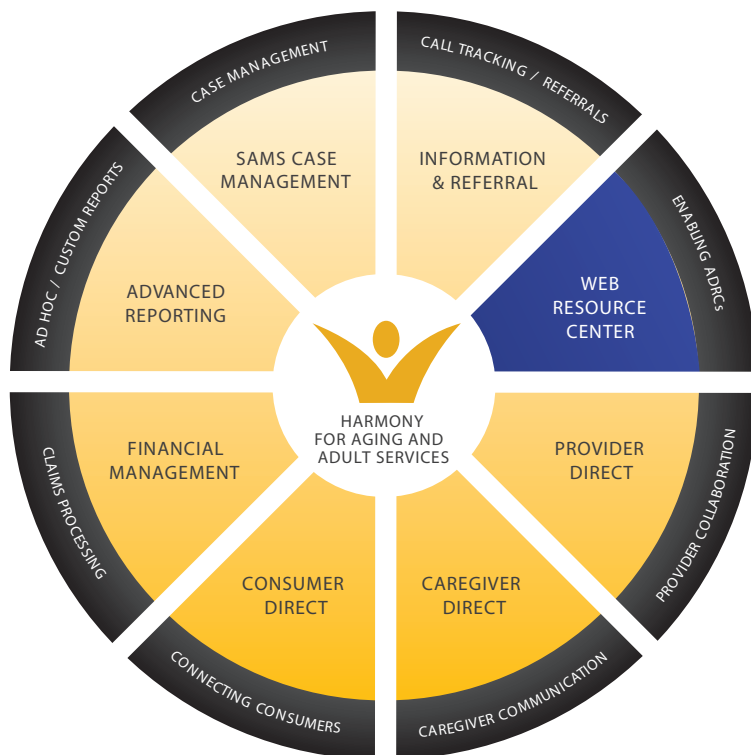 CASE MANAGEMENT
SAMS CASE
MANAGEMENT
CALL TRACKING / REFERRALS
INFORMATION
& REFERRAL
ENABLING ADRCs
WEB
RESOURCE
CENTER
PROVIDER COLLABORATION
PROVIDER
DIRECT
CAREGIVER COMMUNICATION
CAREGIVER
DIRECT
CONNECTING CONSUMERS
CONSUMER
DIRECT
CLAIMS PROCESSING
FINANCIAL
MANAGEMENT
AD HOC / CUSTOM REPORTS
ADVANCED
REPORTING
HARMONY
FOR AGING AND
ADULT SERVICES